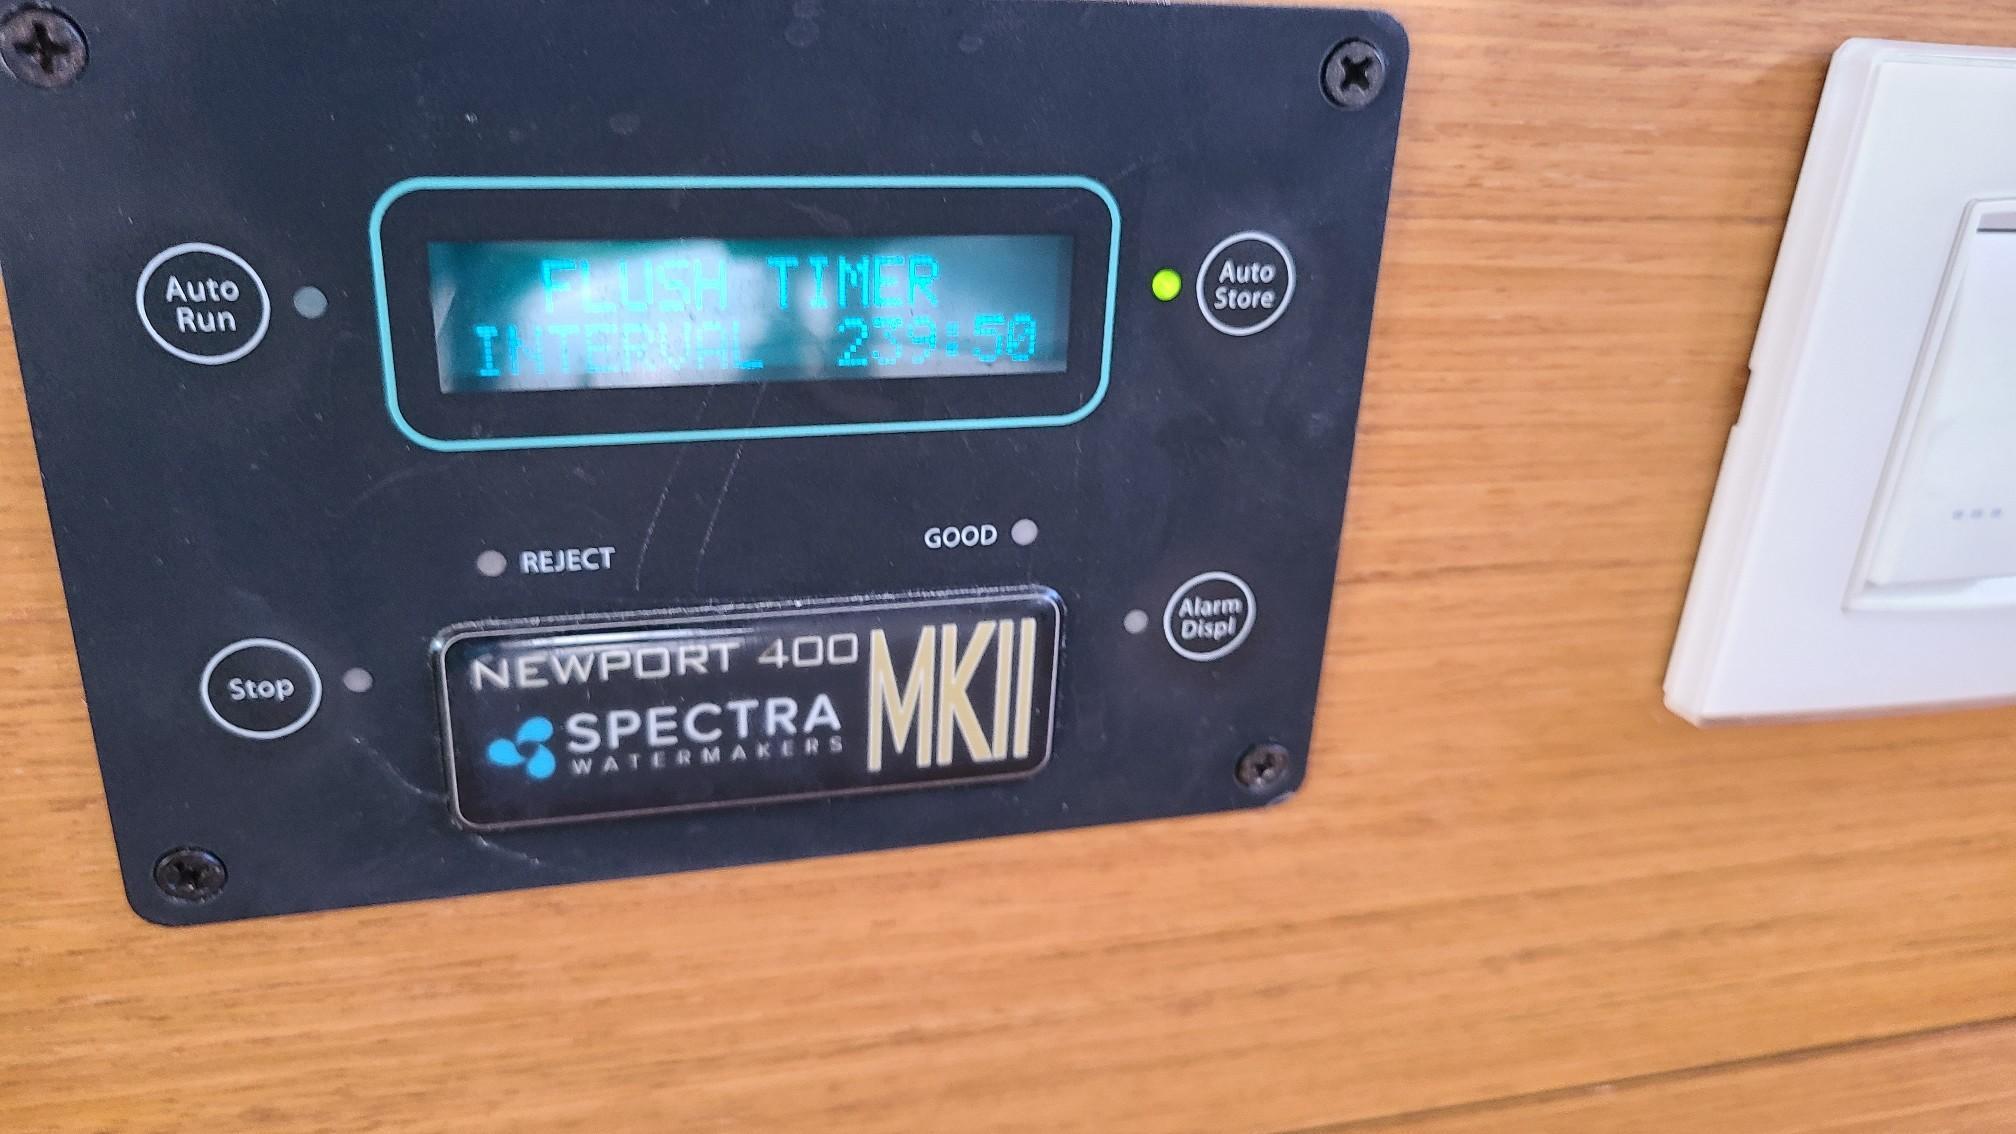 FLUSH TIMER
INTERVAL 239:50
Auto
Run
Auto
Store
REJECT
GOOD
Stop
Alarm
Displ
NEWPORT 400
MKII
SPECTRA
WATERMAKERS